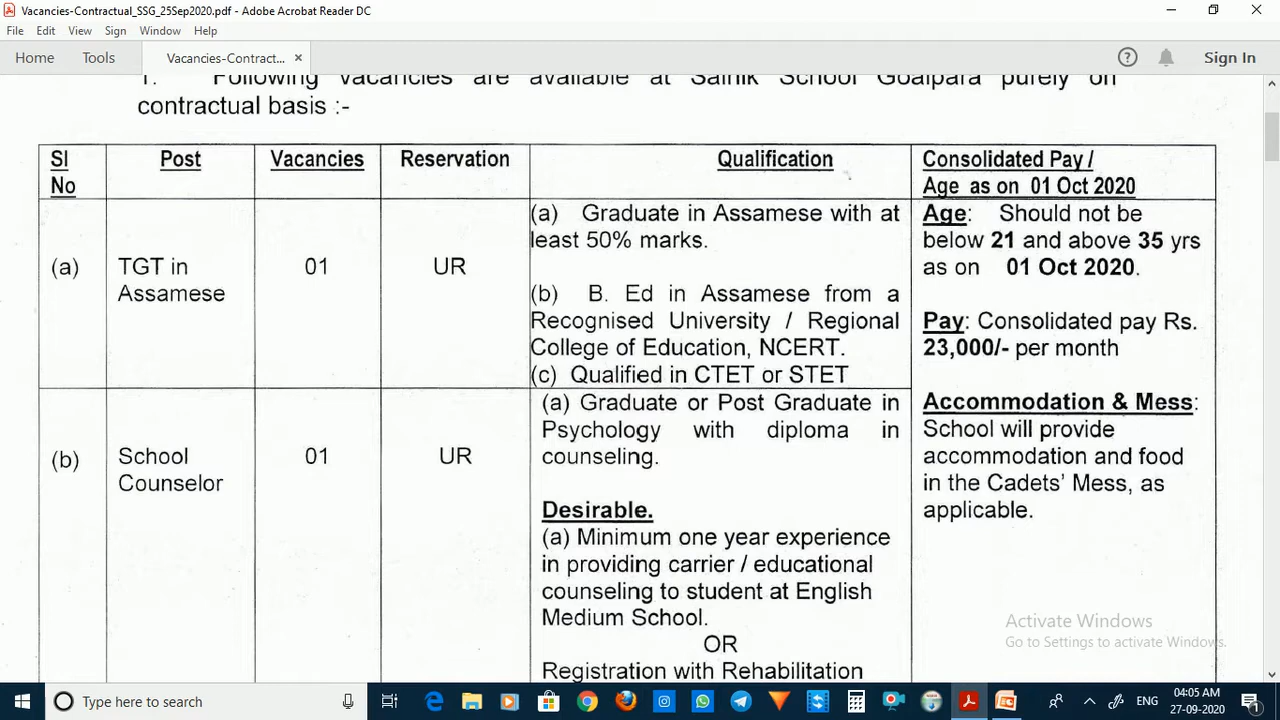 Vacancies-Contractual_SSG_25Sep2020.pdf - Adobe Acrobat Reader DC
File Edit View Sign Window Help
Home Tools Vacancies-Contract... × Sign In
1. Following vacancies are available at Sainik School Goalpara purely on
contractual basis :-
Sl
No
Post
Vacancies
Reservation
Qualification
Consolidated Pay /
Age as on 01 Oct 2020
(a)
TGT in
Assamese
01
UR
(a) Graduate in Assamese with at
least 50% marks.
(b) B. Ed in Assamese from a
Recognised University / Regional
College of Education, NCERT.
(c) Qualified in CTET or STET
Age: Should not be
below 21 and above 35 yrs
as on 01 Oct 2020.
Pay: Consolidated pay Rs.
23,000/- per month
Accommodation & Mess:
School will provide
accommodation and food
in the Cadets' Mess, as
applicable.
(b)
School
Counselor
01
UR
(a) Graduate or Post Graduate in
Psychology with diploma in
counseling.
Desirable.
(a) Minimum one year experience
in providing carrier / educational
counseling to student at English
Medium School.
OR
Registration with Rehabilitation
Activate Windows
Go to Settings to activate Windows.
Type here to search
ENG
04:05 AM
27-09-2020
1